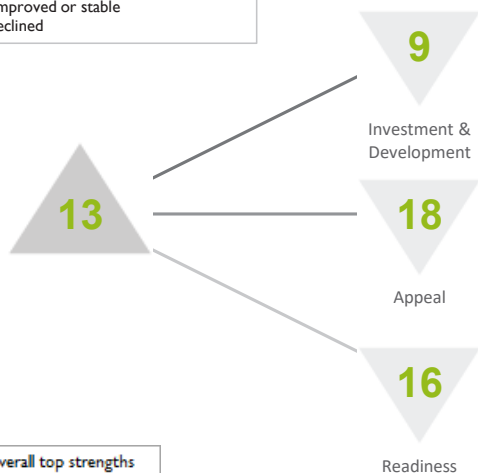 mproved or stable
eclined
9
Investment &
Development
13
18
Appeal
16
Readiness
verall top strengths